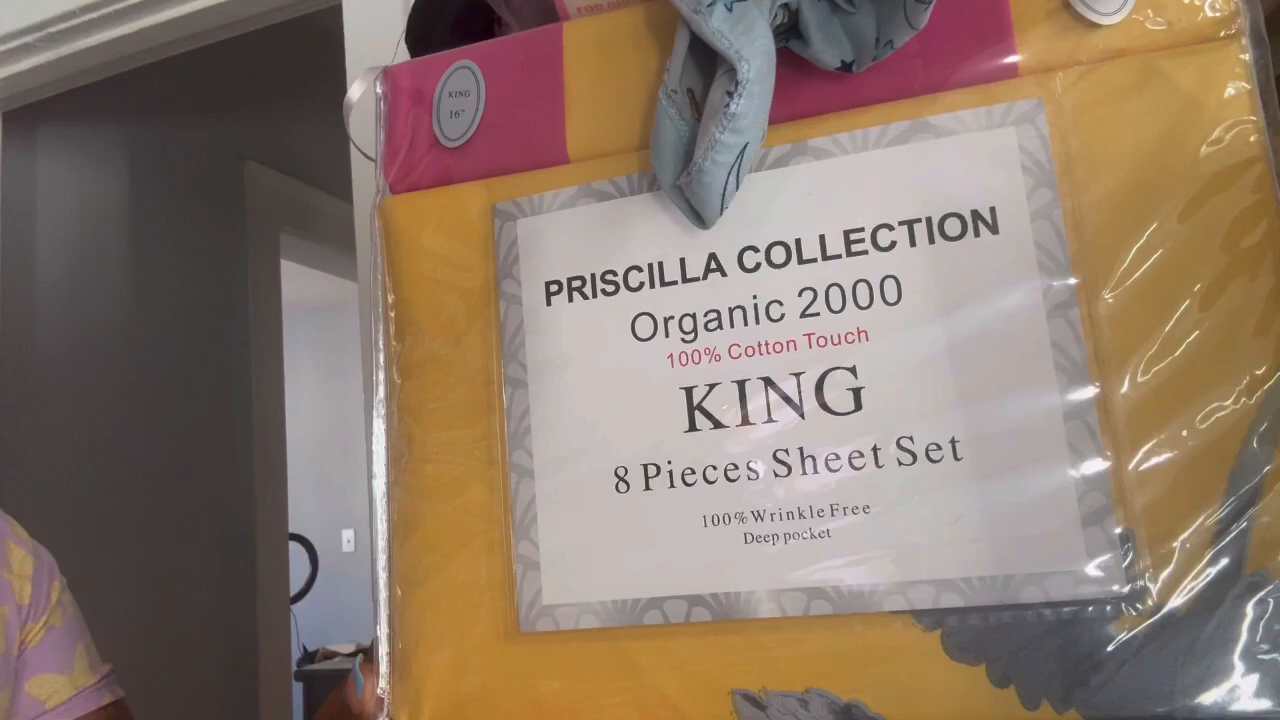 KING
16"
PRISCILLA COLLECTION
Organic 2000
100% Cotton Touch
KING
8 Pieces Sheet Set
100% Wrinkle Free
Deep pocket